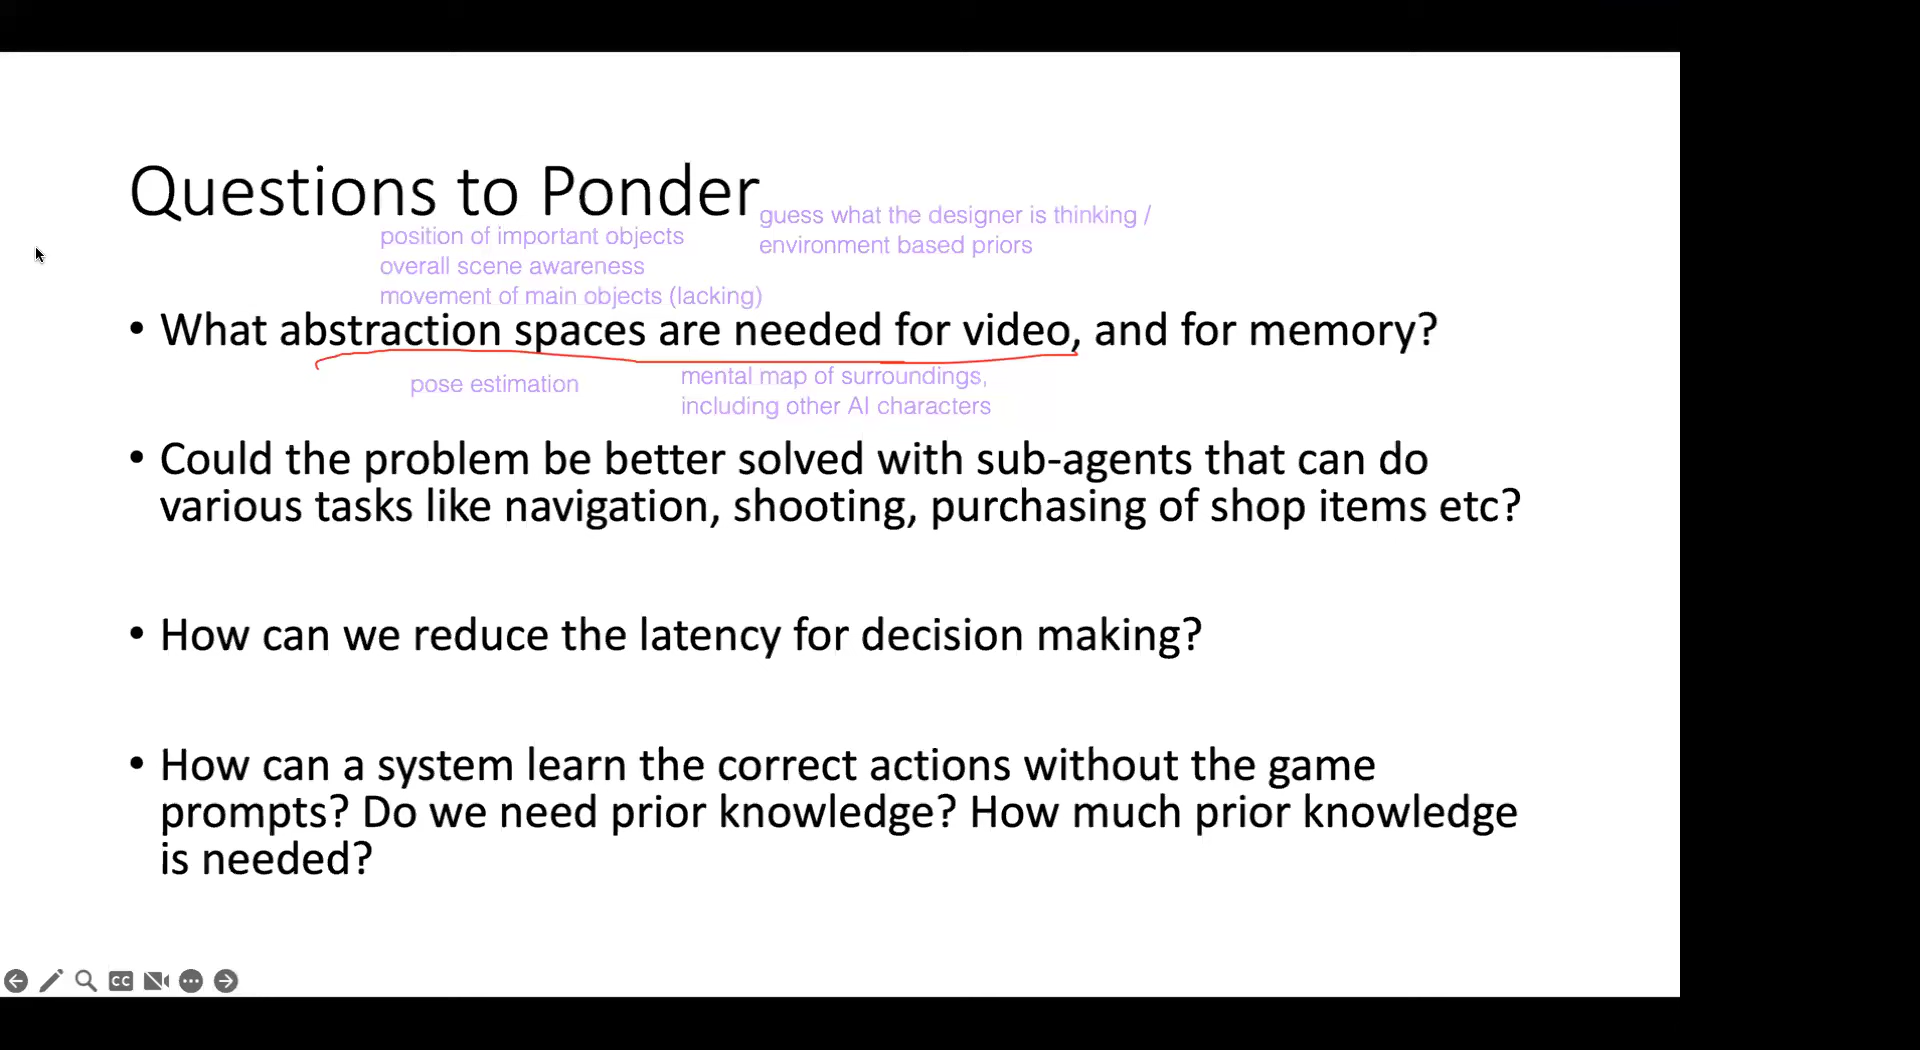 Questions to Ponder
guess what the designer is thinking /
environment based priors
position of important objects
overall scene awareness
movement of main objects (lacking)
• What abstraction spaces are needed for video, and for memory?
pose estimation
mental map of surroundings,
including other AI characters
• Could the problem be better solved with sub-agents that can do
various tasks like navigation, shooting, purchasing of shop items etc?
• How can we reduce the latency for decision making?
• How can a system learn the correct actions without the game
prompts? Do we need prior knowledge? How much prior knowledge
is needed?
CC